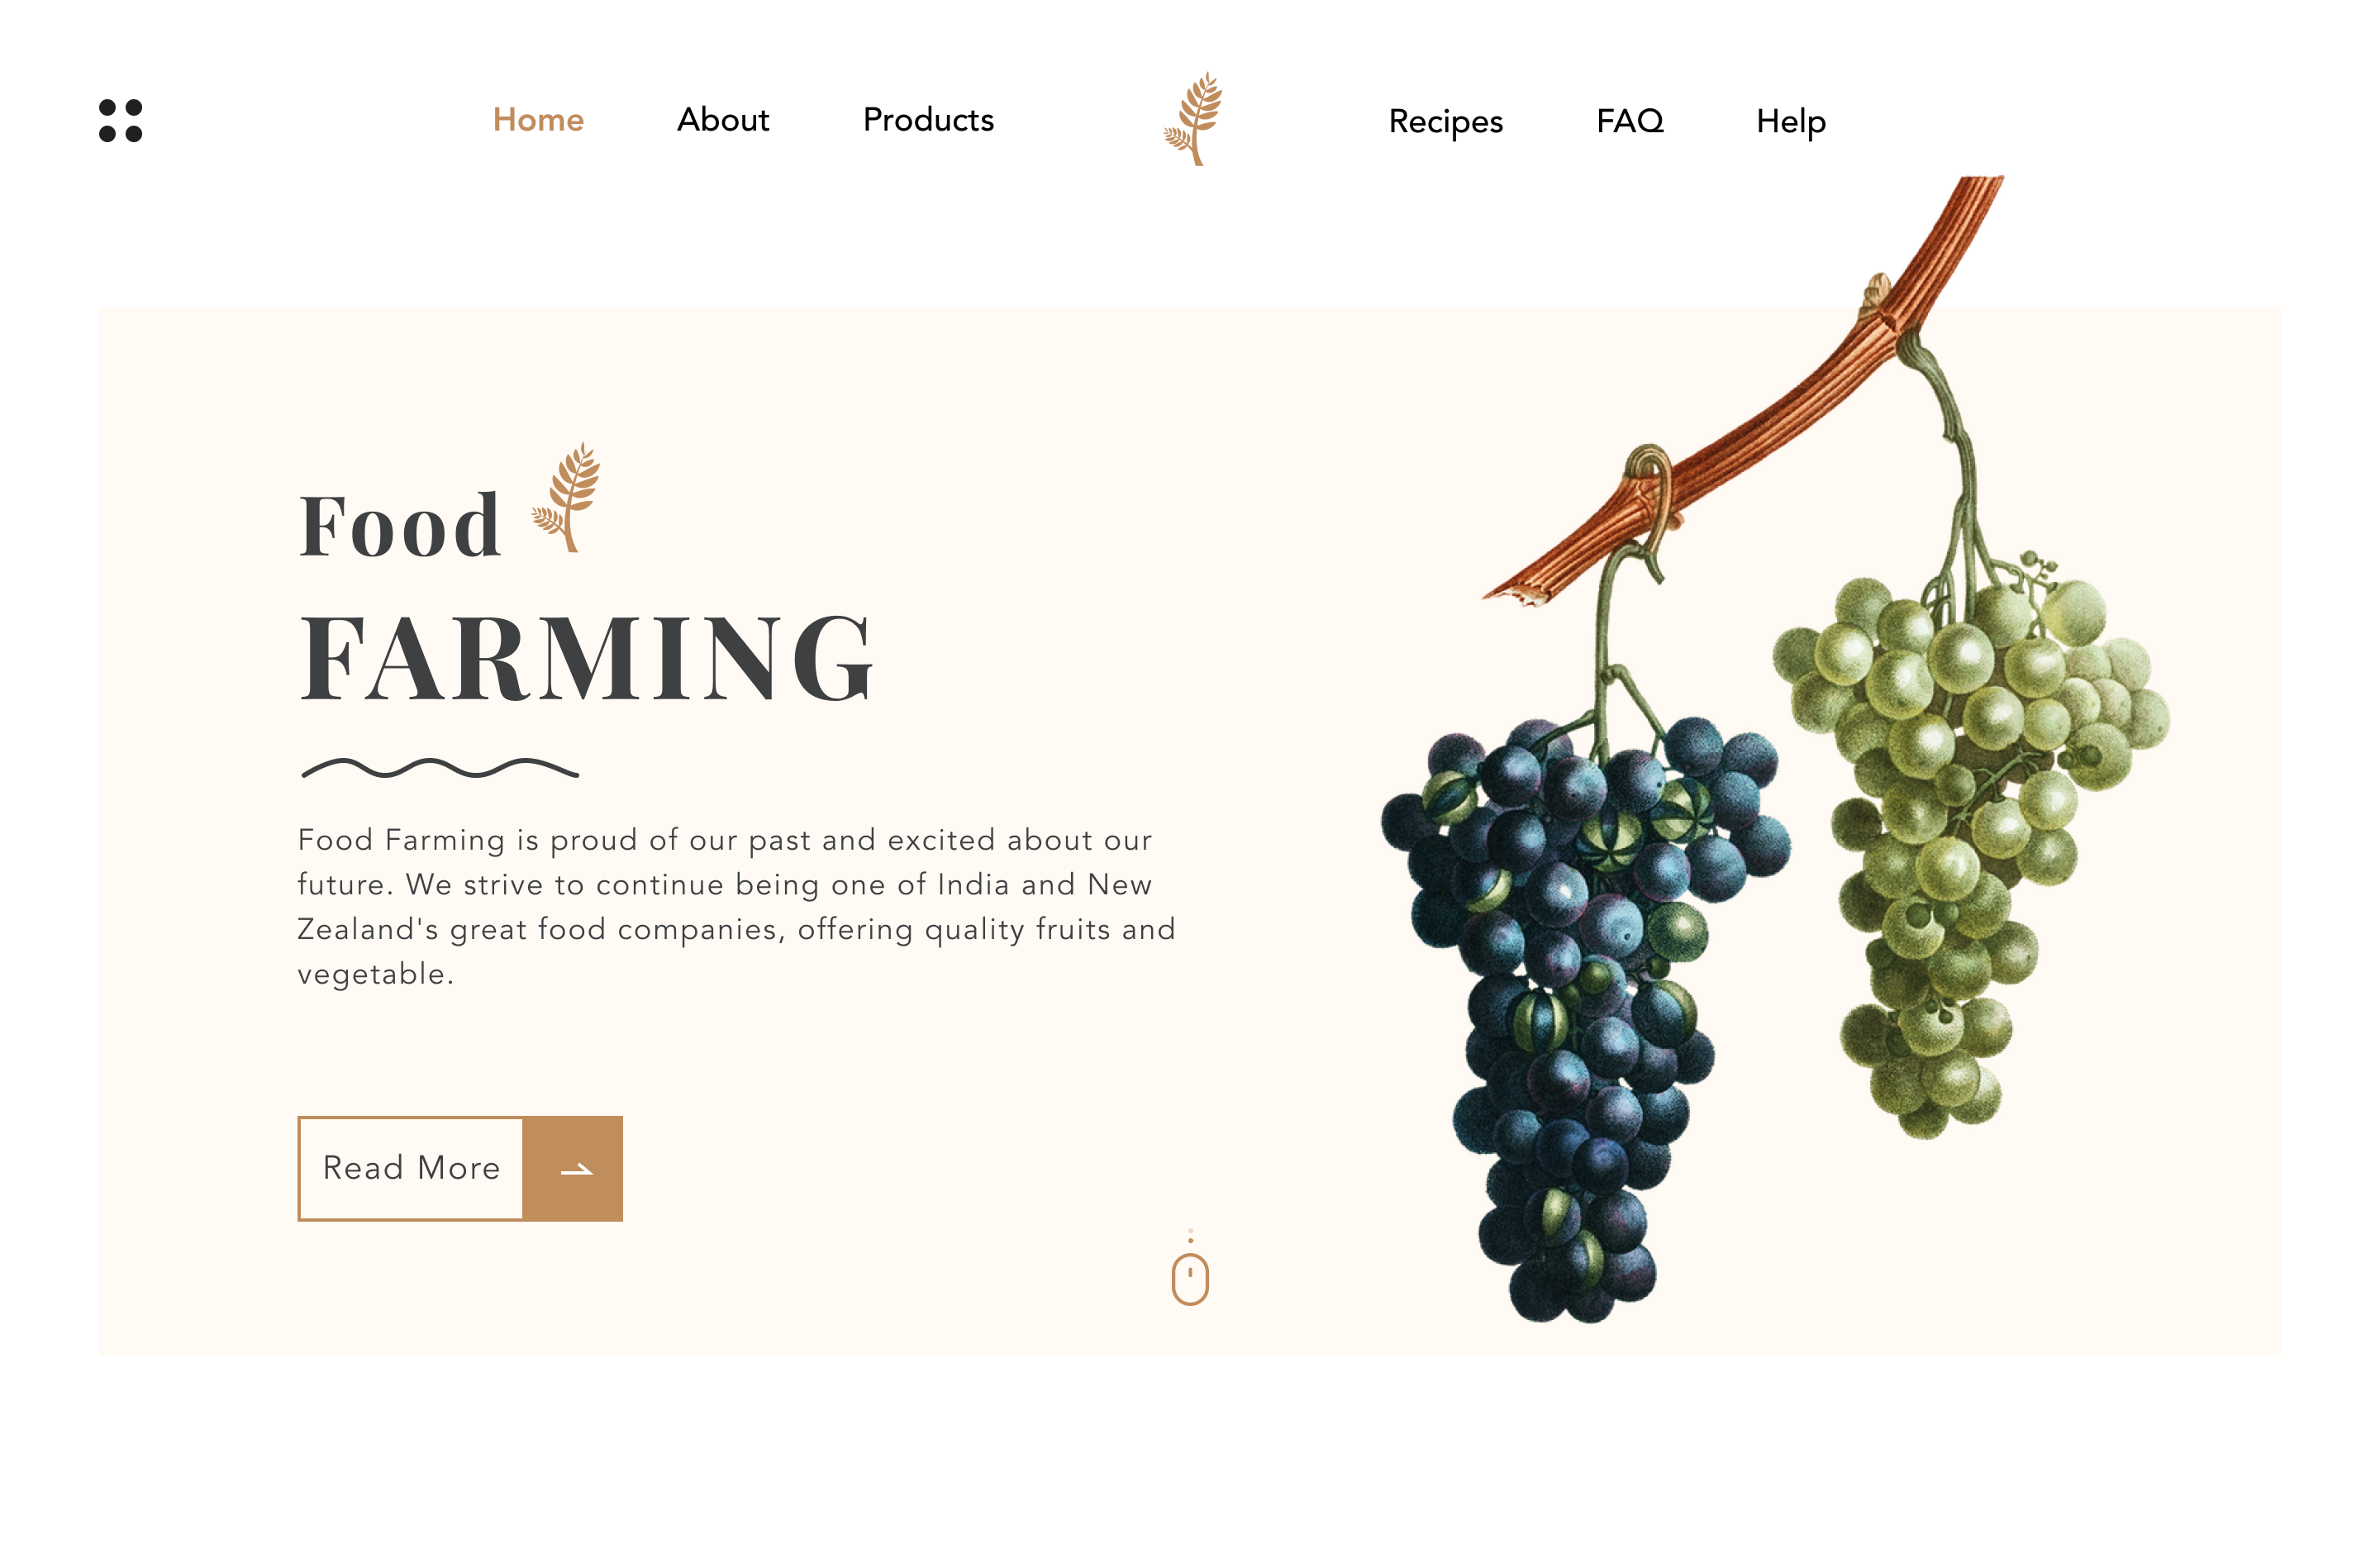 Home About Products Recipes FAQ Help
Food
FARMING
Food Farming is proud of our past and excited about our
future. We strive to continue being one of India and New
Zealand's great food companies, offering quality fruits and
vegetable.
Read More